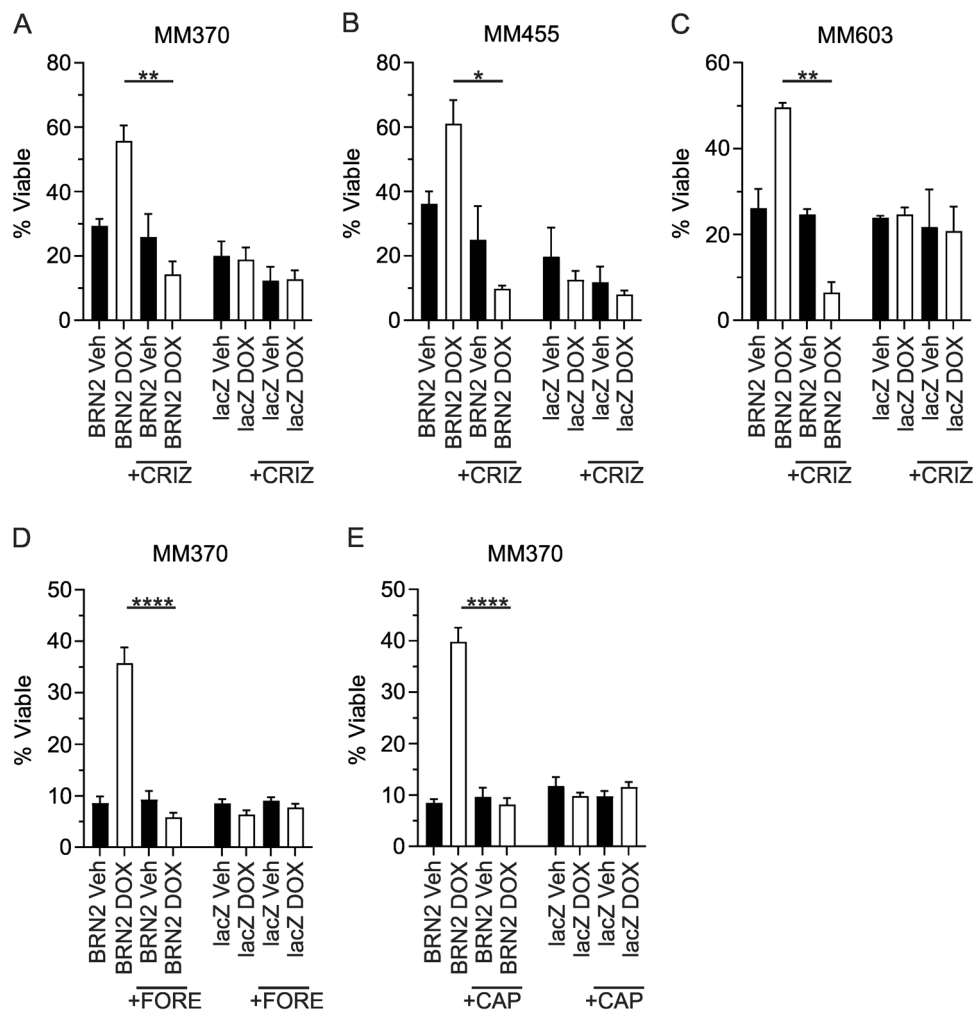 A
MM370
% Viable
80
60
40
20
0
**
BRN2 Veh
BRN2 DOX
BRN2 Veh
BRN2 DOX
lacZ Veh
lacZ DOX
lacZ Veh
lacZ DOX
+CRIZ
+CRIZ
B
MM455
% Viable
80
60
40
20
0
*
BRN2 Veh
BRN2 DOX
BRN2 Veh
BRN2 DOX
lacZ Veh
lacZ DOX
lacZ Veh
lacZ DOX
+CRIZ
+CRIZ
C
MM603
% Viable
60
40
20
0
**
BRN2 Veh
BRN2 DOX
BRN2 Veh
BRN2 DOX
lacZ Veh
lacZ DOX
lacZ Veh
lacZ DOX
+CRIZ
+CRIZ
D
MM370
% Viable
50
40
30
20
10
0
****
BRN2 Veh
BRN2 DOX
BRN2 Veh
BRN2 DOX
lacZ Veh
lacZ DOX
lacZ Veh
lacZ DOX
+FORE
+FORE
E
MM370
% Viable
50
40
30
20
10
0
****
BRN2 Veh
BRN2 DOX
BRN2 Veh
BRN2 DOX
lacZ Veh
lacZ DOX
lacZ Veh
lacZ DOX
+CAP
+CAP